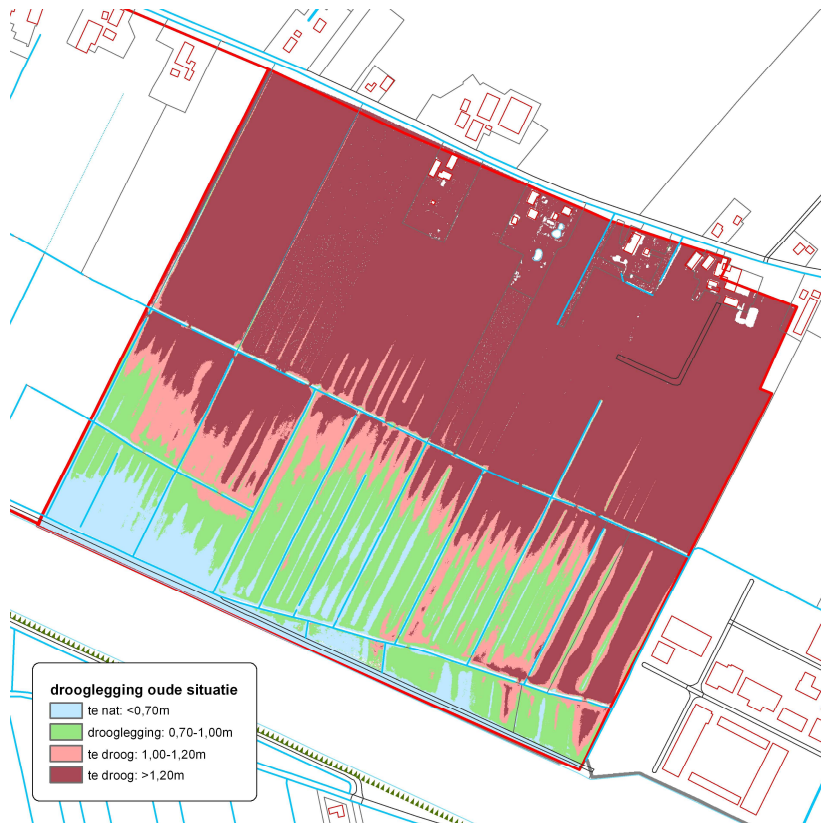 drooglegging oude situatie
te nat: <0,70m
drooglegging: 0,70-1,00m
te droog: 1,00-1,20m
te droog: >1,20m